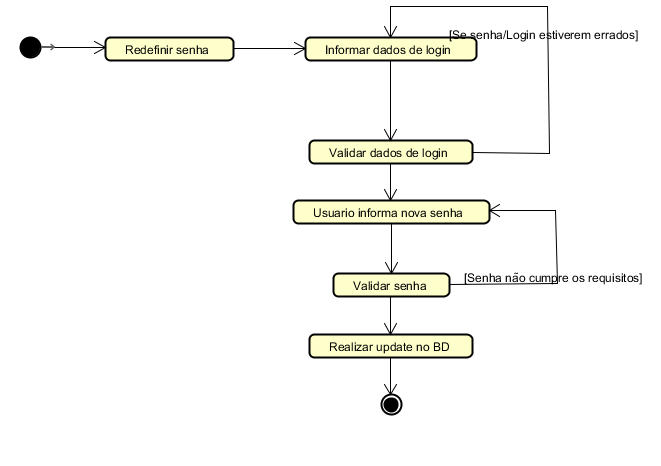 Redefinir senha
Informar dados de login
[Se senha/Login estiverem errados]
Validar dados de login
Usuario informa nova senha
Validar senha
[Senha não cumpre os requisitos]
Realizar update no BD